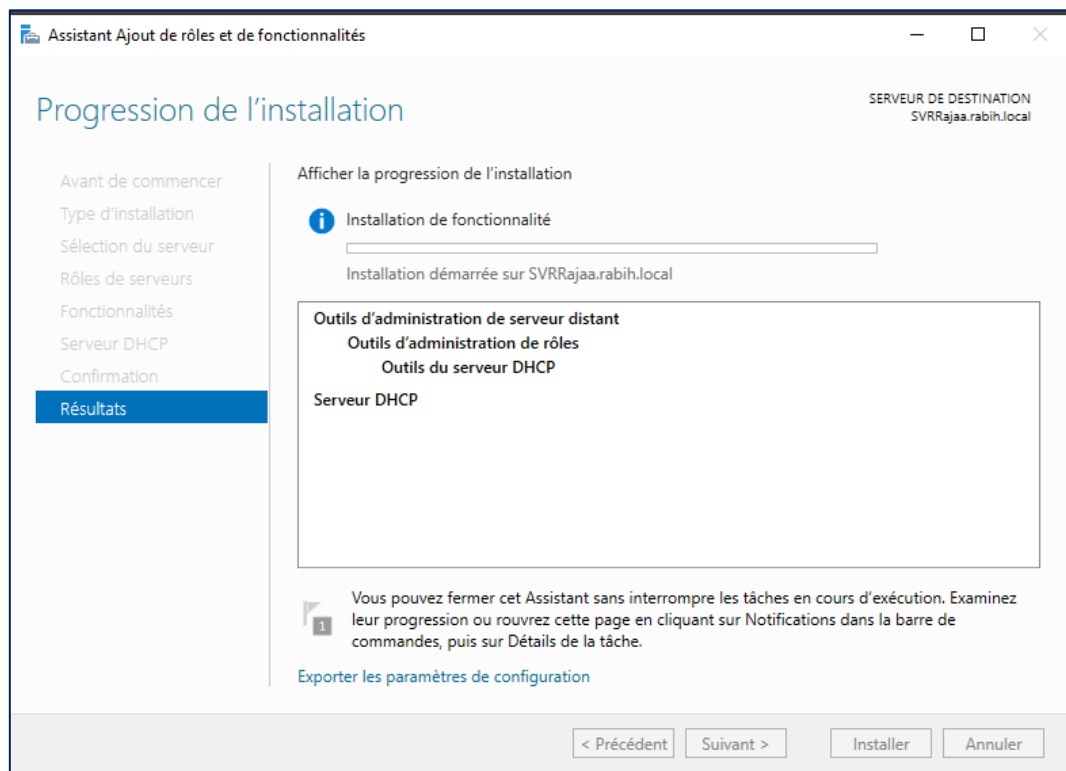 Assistant Ajout de rôles et de fonctionnalités
Progression de l'installation
SERVEUR DE DESTINATION
SVRRajaa.rabih.local
Avant de commencer
Type d'installation
Sélection du serveur
Rôles de serveurs
Fonctionnalités
Serveur DHCP
Confirmation
Résultats
Afficher la progression de l'installation
Installation de fonctionnalité
Installation démarrée sur SVRRajaa.rabih.local
Outils d'administration de serveur distant
Outils d'administration de rôles
Outils du serveur DHCP
Serveur DHCP
1
Vous pouvez fermer cet Assistant sans interrompre les tâches en cours d'exécution. Examinez
leur progression ou rouvrez cette page en cliquant sur Notifications dans la barre de
commandes, puis sur Détails de la tâche.
Exporter les paramètres de configuration
< Précédent
Suivant >
Installer
Annuler